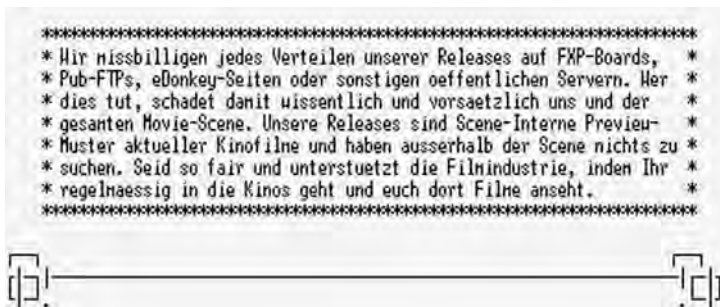 *****************************************************************************
* Wir missbilligen jedes Verteilen unserer Releases auf FXP-Boards, *
* Pub-FTPs, eDonkey-Seiten oder sonstigen oeffentlichen Servern. Wer *
* dies tut, schadet damit wissentlich und vorsaetzlich uns und der *
* gesamten Movie-Scene. Unsere Releases sind Scene-Interne Preview- *
* Muster aktueller Kinofilme und haben ausserhalb der Scene nichts zu *
* suchen. Seid so fair und unterstuetzt die Filmindustrie, indem Ihr *
* regelmaessig in die Kinos geht und euch dort Filme anseht. *
*****************************************************************************